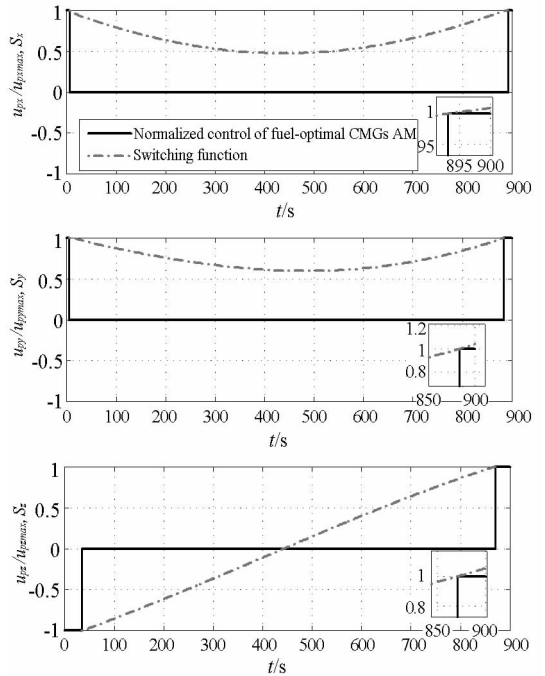 1
0.5
0
-0.5
-1
u_px/u_pxmax, S_x
Normalized control of fuel-optimal CMGs AM
Switching function
1
95
895 900
0 100 200 300 400 500 600 700 800 900
t/s
1
0.5
0
-0.5
-1
u_py/u_pymax, S_y
1.2
1
0.8
850 900
0 100 200 300 400 500 600 700 800 900
t/s
1
0.5
0
-0.5
-1
u_pz/u_pzmax, S_z
1
0.8
850 900
0 100 200 300 400 500 600 700 800 900
t/s